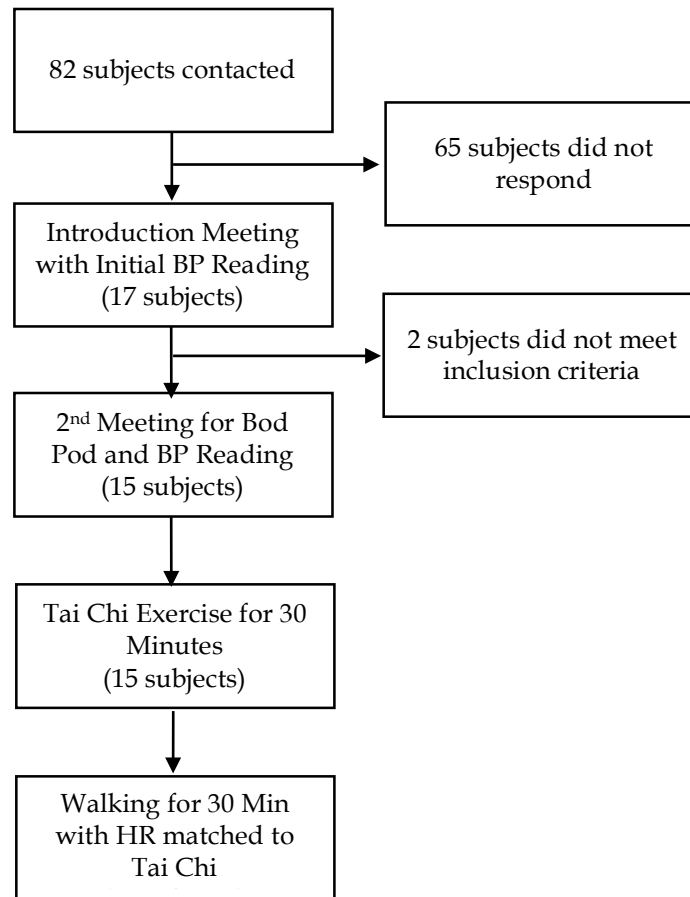 82 subjects contacted
65 subjects did not
respond
Introduction Meeting
with Initial BP Reading
(17 subjects)
2 subjects did not meet
inclusion criteria
2nd Meeting for Bod
Pod and BP Reading
(15 subjects)
Tai Chi Exercise for 30
Minutes
(15 subjects)
Walking for 30 Min
with HR matched to
Tai Chi